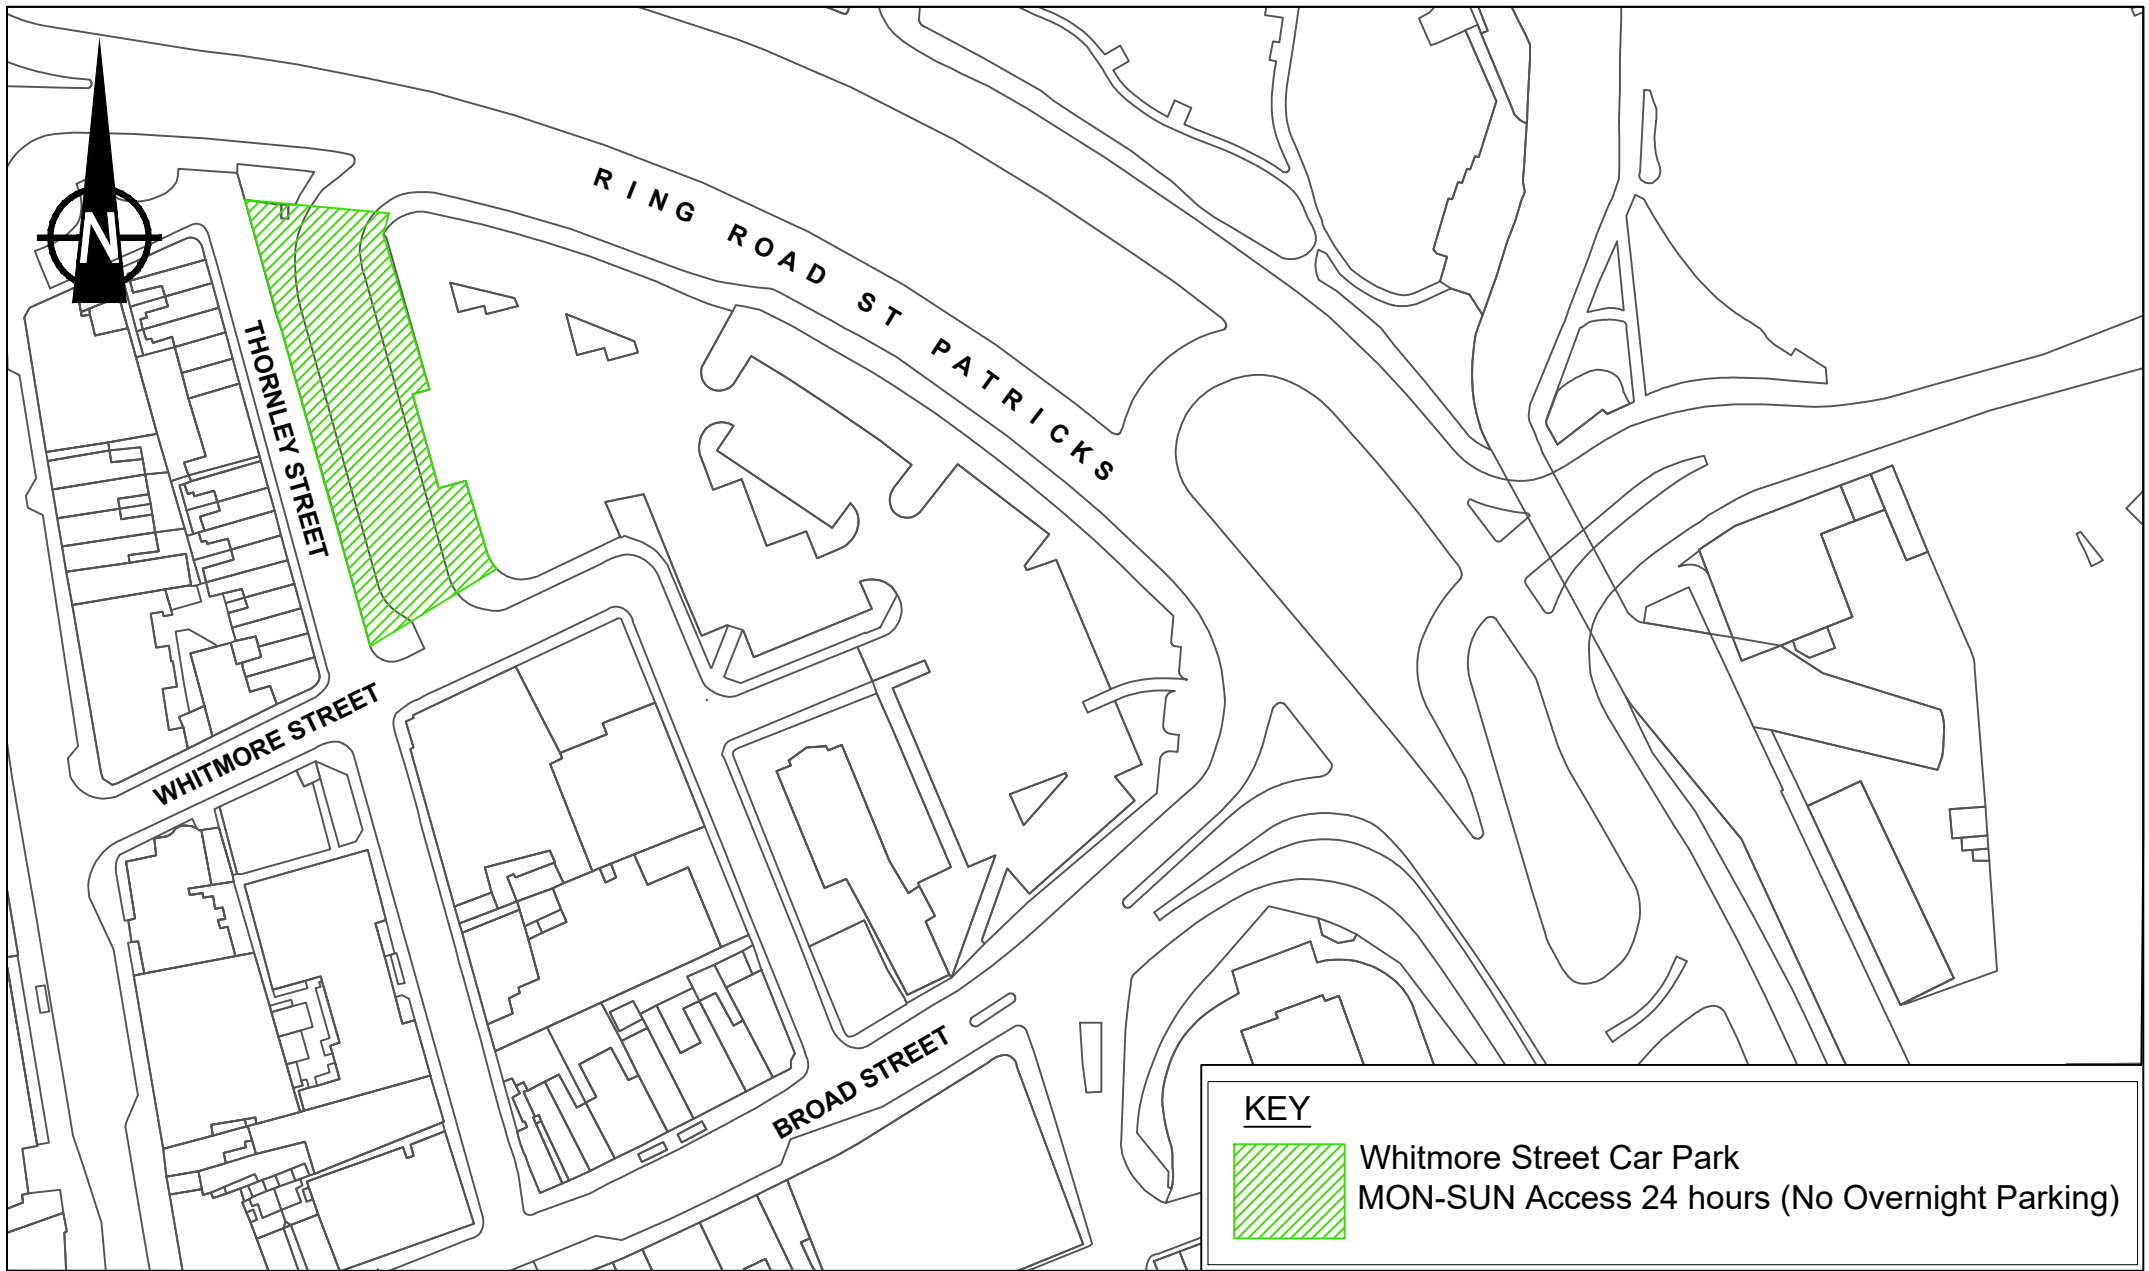 N
RING ROAD ST PATRICKS
THORNLEY STREET
WHITMORE STREET
BROAD STREET
KEY
Whitmore Street Car Park
MON-SUN Access 24 hours (No Overnight Parking)